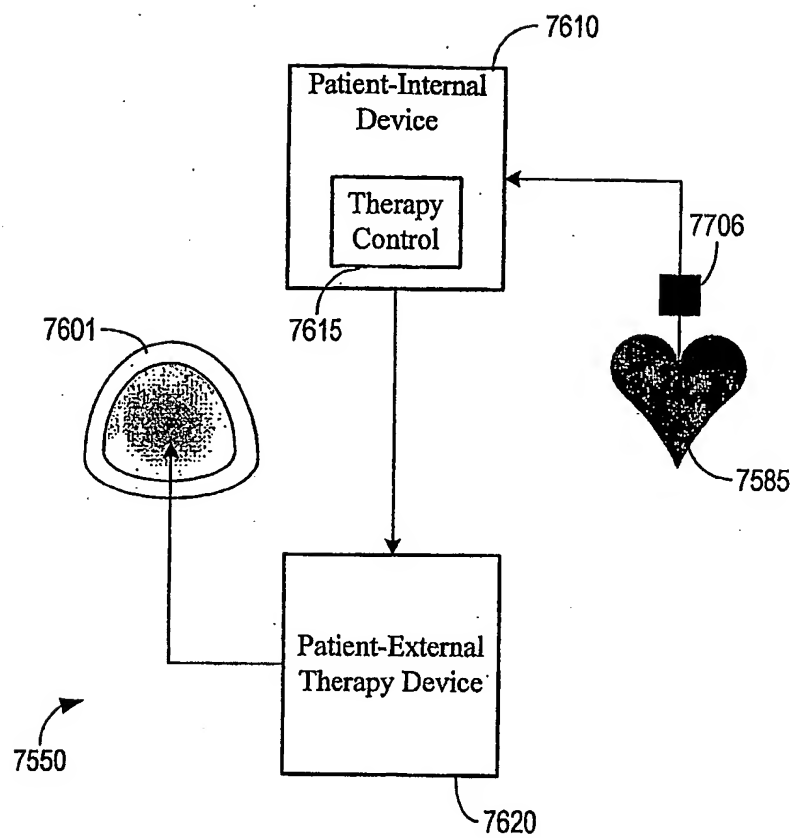 7610
Patient-Internal
Device
Therapy
Control
7706
7615
7601
7585
Patient-External
Therapy Device
7550
7620